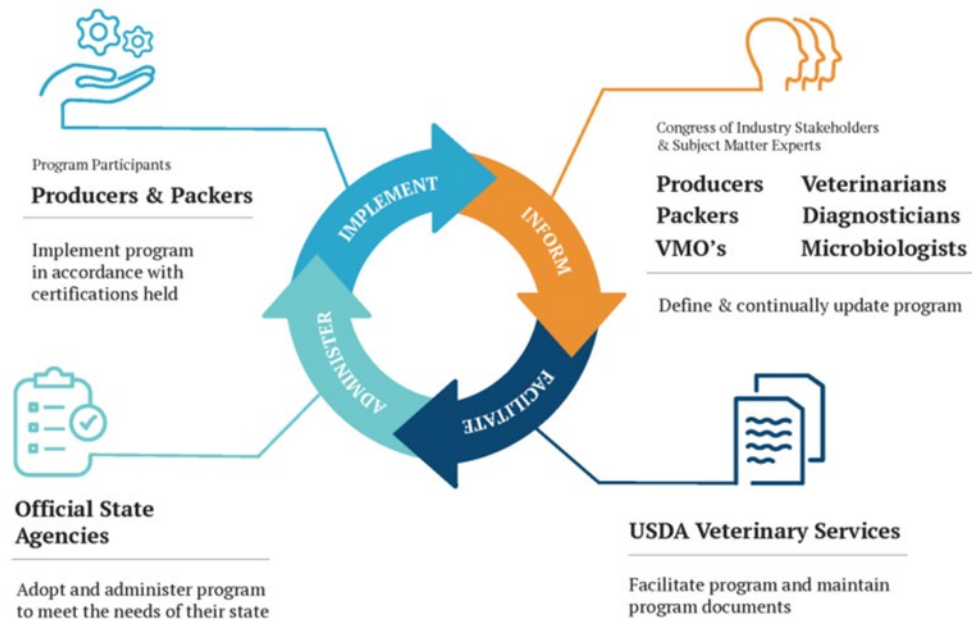 Program Participants
Producers & Packers
Implement program
in accordance with
certifications held
IMPLEMENT
INFORM
FACILITATE
ADMINISTER
Congress of Industry Stakeholders
& Subject Matter Experts
Producers Veterinarians
Packers Diagnosticians
VMO's Microbiologists
Define & continually update program
Official State
Agencies
Adopt and administer program
to meet the needs of their state
USDA Veterinary Services
Facilitate program and maintain
program documents